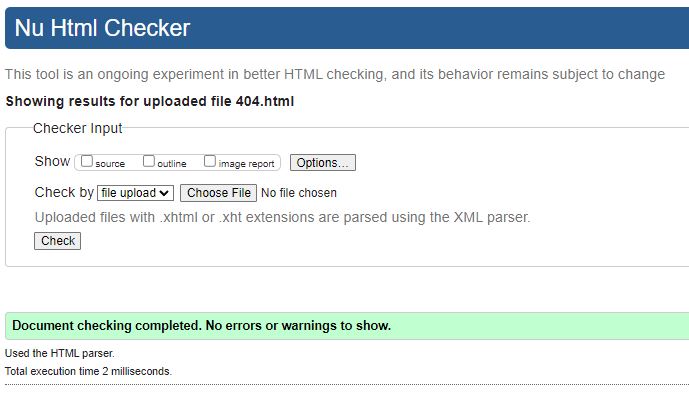 Nu Html Checker
This tool is an ongoing experiment in better HTML checking, and its behavior remains subject to change
Showing results for uploaded file 404.html
Checker Input
Show source outline image report Options...
Check by file upload Choose File No file chosen
Uploaded files with .xhtml or .xht extensions are parsed using the XML parser.
Check
Document checking completed. No errors or warnings to show.
Used the HTML parser.
Total execution time 2 milliseconds.